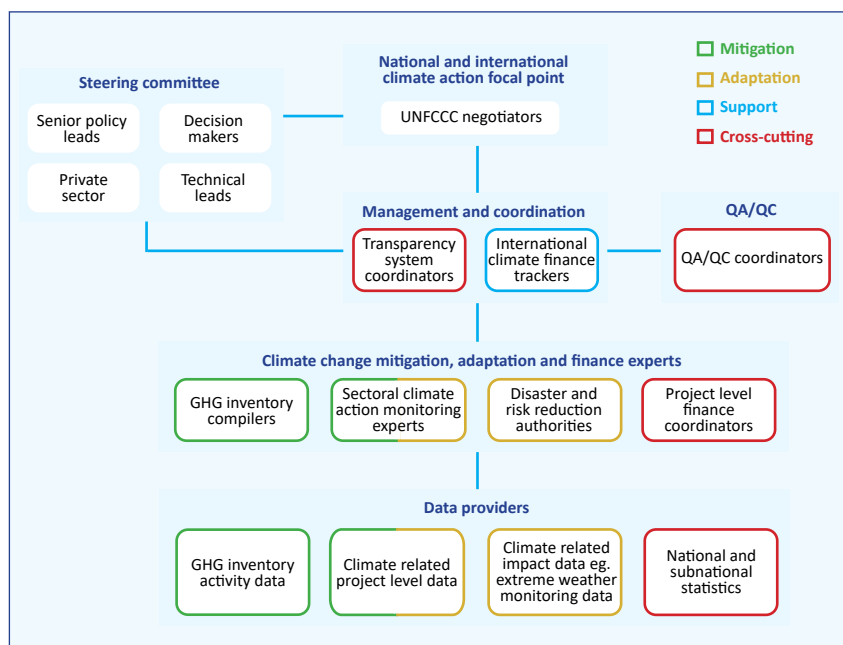 Steering committee
Senior policy
leads
Decision
makers
Private
sector
Technical
leads
National and international
climate action focal point
UNFCCC negotiators
Mitigation
Adaptation
Support
Cross-cutting
Management and coordination
Transparency
system
coordinators
International
climate finance
trackers
QA/QC
QA/QC coordinators
Climate change mitigation, adaptation and finance experts
GHG inventory
compilers
Sectoral climate
action monitoring
experts
Disaster and
risk reduction
authorities
Project level
finance
coordinators
Data providers
GHG inventory
activity data
Climate related
project level data
Climate related
impact data eg.
extreme weather
monitoring data
National and
subnational
statistics